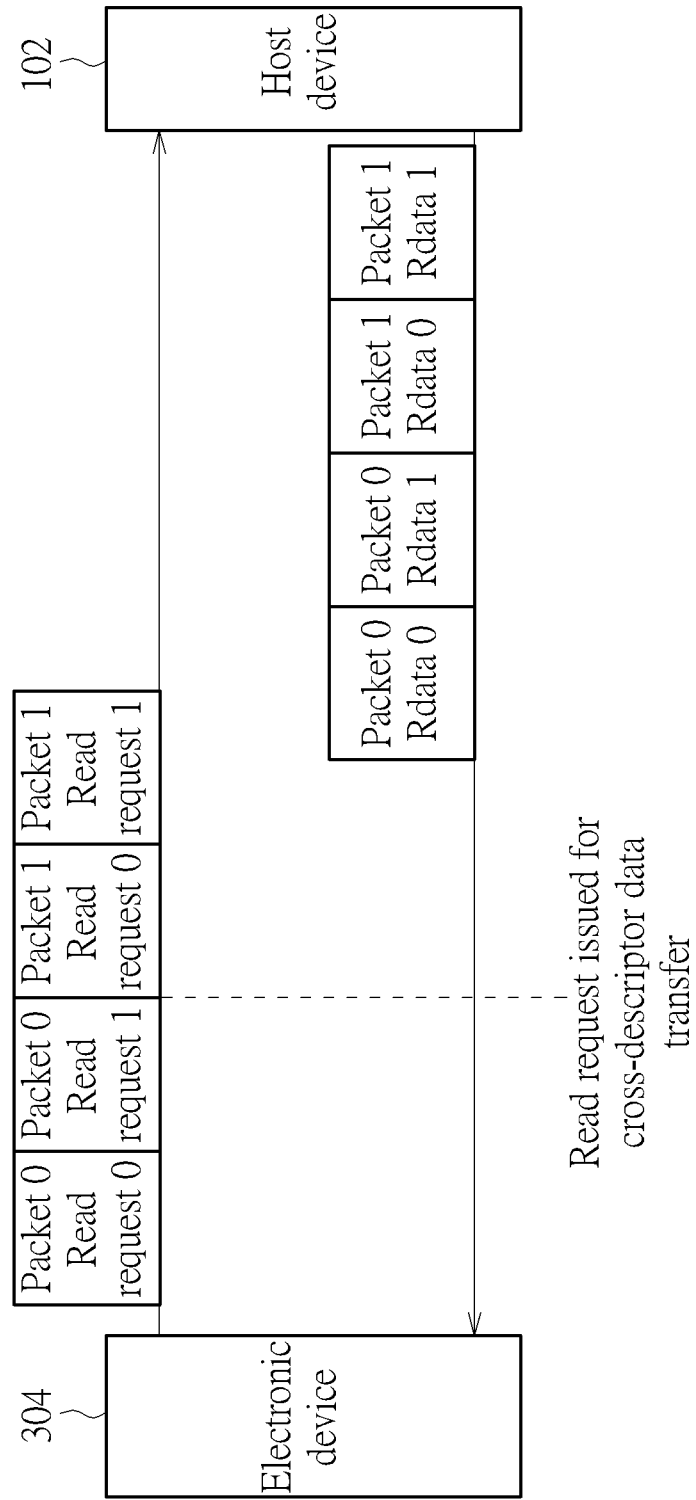 304
102
Electronic
device
Packet 0
Read
request 0
Packet 0
Read
request 1
Packet 1
Read
request 0
Packet 1
Read
request 1
Host
device
Packet 0
Rdata 0
Packet 0
Rdata 1
Packet 1
Rdata 0
Packet 1
Rdata 1
Read request issued for
cross-descriptor data
transfer